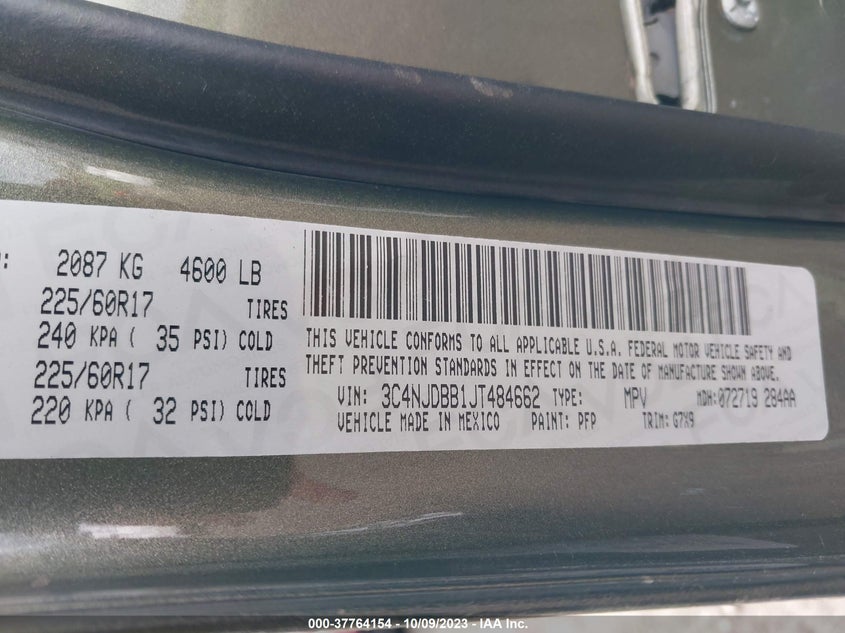 2087 KG 4600 LB
225/60R17 TIRES
240 KPA ( 35 PSI) COLD
225/60R17 TIRES
220 KPA ( 32 PSI) COLD
THIS VEHICLE CONFORMS TO ALL APPLICABLE U.S.A. FEDERAL MOTOR VEHICLE SAFETY AND
THEFT PREVENTION STANDARDS IN EFFECT ON THE DATE OF MANUFACTURE SHOWN ABOVE.
VIN: 3C4NJDBB1JT484662 TYPE: MPV MDH:072719 284AA
VEHICLE MADE IN MEXICO PAINT: PFP TRIM: G7X9
000-37764154 - 10/09/2023 - IAA Inc.